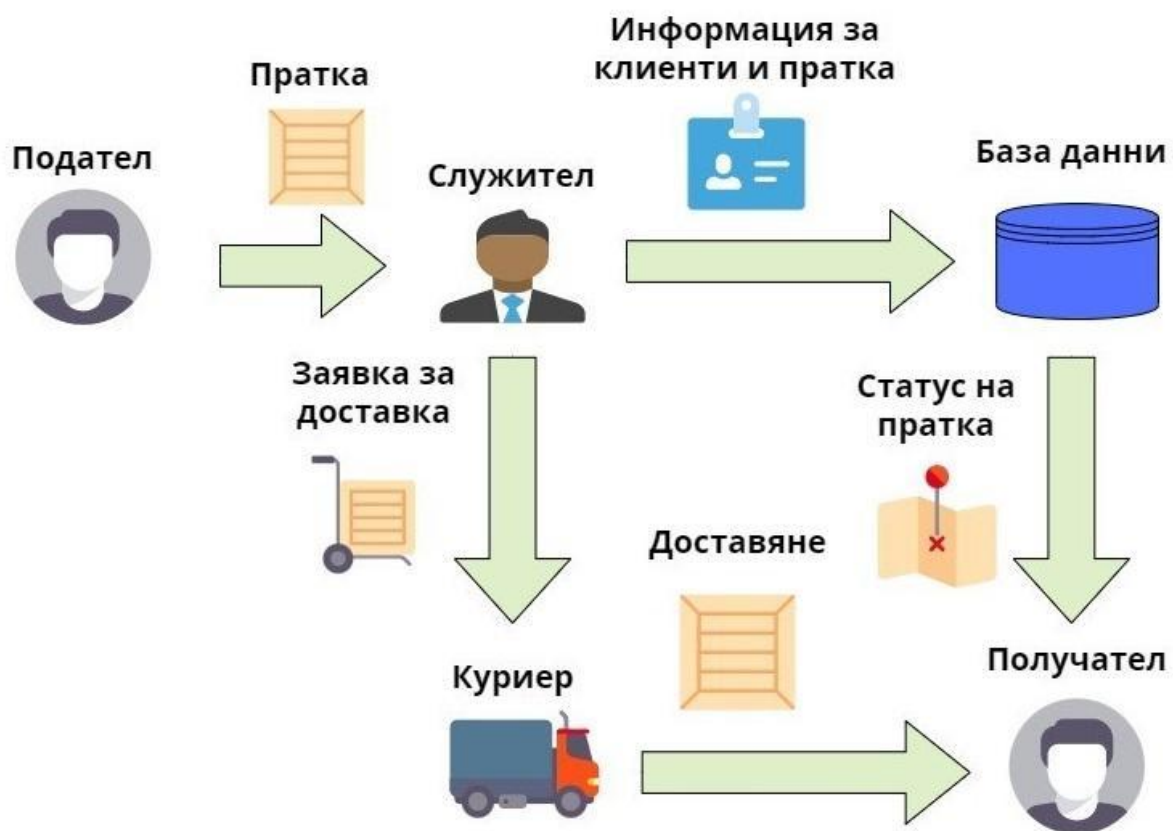 Информация за
клиенти и пратка
Пратка
Подател
Служител
База данни
Заявка за
доставка
Статус на
пратка
Доставяне
Куриер
Получател